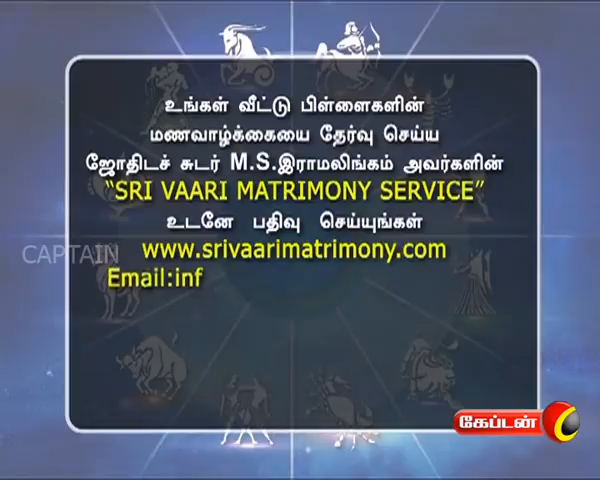 உங்கள் வீட்டு பிள்ளைகளின்
மணவாழ்க்கையை தேர்வு செய்ய
ஜோதிடச் சுடர் M.S.இராமலிங்கம் அவர்களின்
“SRI VAARI MATRIMONY SERVICE”
உடனே பதிவு செய்யுங்கள்
CAPTAIN
www.srivaarimatrimony.com
Email:inf
கேப்டன்